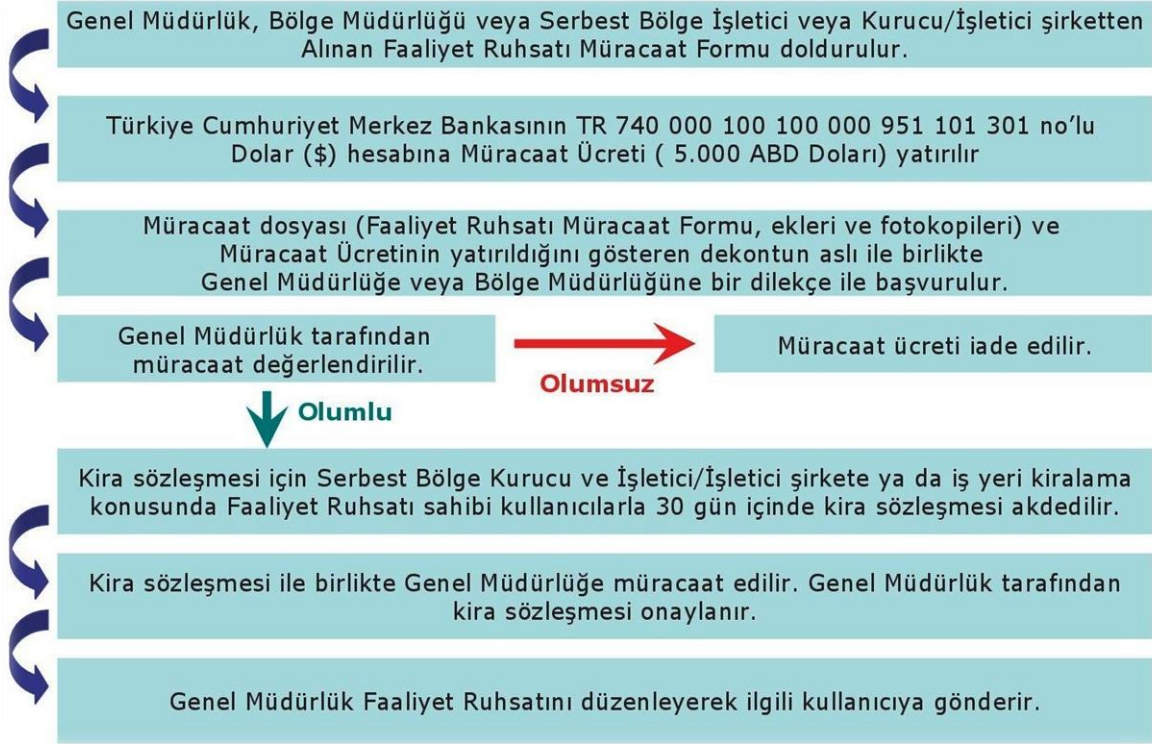 Genel Müdürlük, Bölge Müdürlüğü veya Serbest Bölge İşletici veya Kurucu/İşletici şirketten
Alınan Faaliyet Ruhsatı Müracaat Formu doldurulur.
Türkiye Cumhuriyet Merkez Bankasının TR 740 000 100 100 000 951 101 301 no’lu
Dolar ($) hesabına Müracaat Ücreti ( 5.000 ABD Doları) yatırılır
Müracaat dosyası (Faaliyet Ruhsatı Müracaat Formu, ekleri ve fotokopileri) ve
Müracaat Ücretinin yatırıldığını gösteren dekontun aslı ile birlikte
Genel Müdürlüğe veya Bölge Müdürlüğüne bir dilekçe ile başvurulur.
Genel Müdürlük tarafından
müracaat değerlendirilir.
Olumsuz
Müracaat ücreti iade edilir.
Olumlu
Kira sözleşmesi için Serbest Bölge Kurucu ve İşletici/İşletici şirkete ya da iş yeri kiralama
konusunda Faaliyet Ruhsatı sahibi kullanıcılarla 30 gün içinde kira sözleşmesi akdedilir.
Kira sözleşmesi ile birlikte Genel Müdürlüğe müracaat edilir. Genel Müdürlük tarafından
kira sözleşmesi onaylanır.
Genel Müdürlük Faaliyet Ruhsatını düzenleyerek ilgili kullanıcıya gönderir.